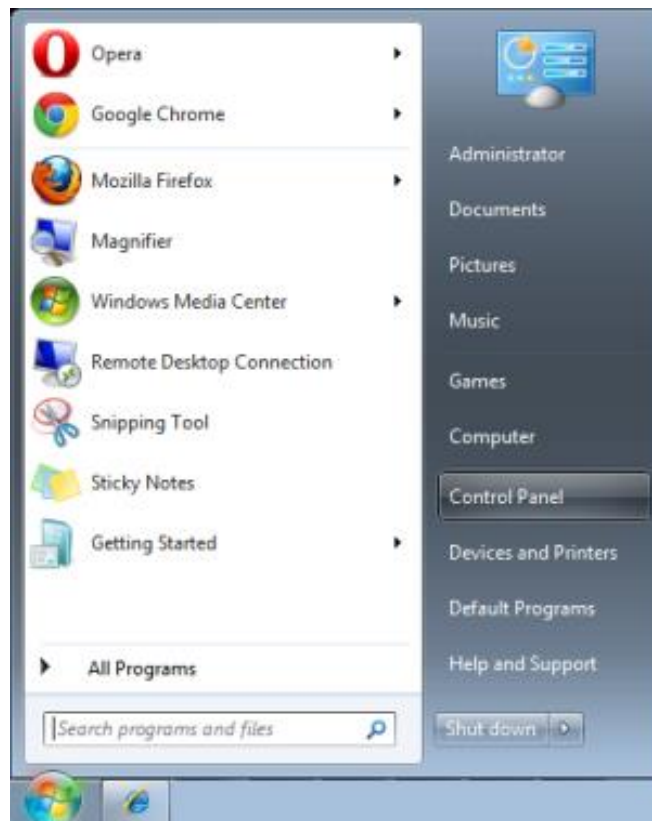 Opera
Google Chrome
Mozilla Firefox
Magnifier
Windows Media Center
Remote Desktop Connection
Snipping Tool
Sticky Notes
Getting Started
All Programs
Search programs and files
Administrator
Documents
Pictures
Music
Games
Computer
Control Panel
Devices and Printers
Default Programs
Help and Support
Shut down